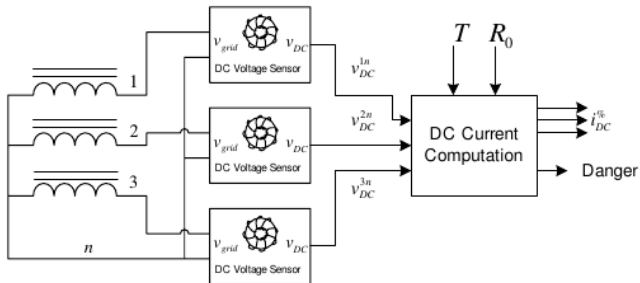 v_grid v_DC
DC Voltage Sensor
1
v_DC^1n
T R_0
v_grid v_DC
DC Voltage Sensor
2
v_DC^2n
DC Current
Computation
i_DC^%
Danger
3
v_DC^3n
v_grid v_DC
DC Voltage Sensor
n